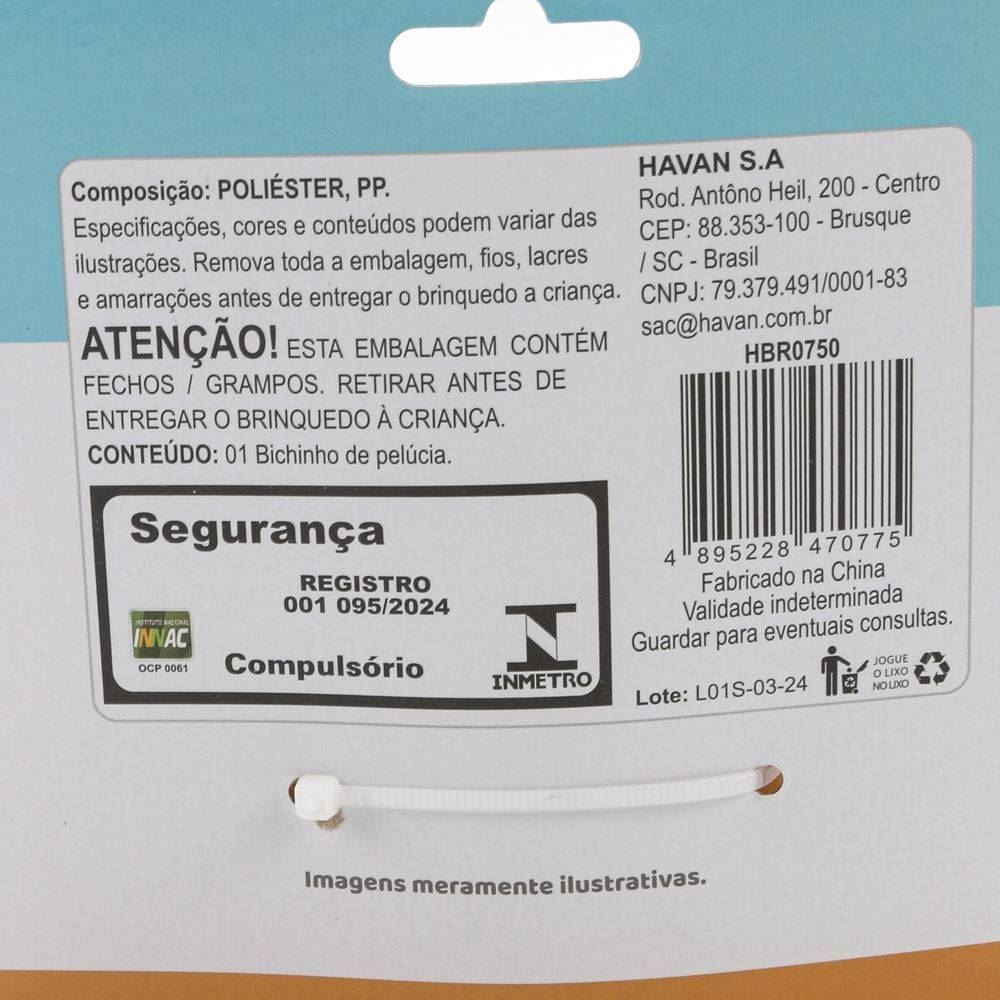 Composição: POLIÉSTER, PP.
Especificações, cores e conteúdos podem variar das
ilustrações. Remova toda a embalagem, fios, lacres
e amarrações antes de entregar o brinquedo a criança.
ATENÇÃO! ESTA EMBALAGEM CONTÉM
FECHOS / GRAMPOS. RETIRAR ANTES DE
ENTREGAR O BRINQUEDO À CRIANÇA.
CONTEÚDO: 01 Bichinho de pelúcia.
Segurança
REGISTRO
001 095/2024
INSTITUTO NACIONAL
INNAC
OCP 0061
Compulsório
INMETRO
HAVAN S.A
Rod. Antôno Heil, 200 - Centro
CEP: 88.353-100 - Brusque
/ SC - Brasil
CNPJ: 79.379.491/0001-83
sac@havan.com.br
HBR0750
4 895228 470775
Fabricado na China
Validade indeterminada
Guardar para eventuais consultas.
Lote: L01S-03-24
JOGUE
O LIXO
NO LIXO
Imagens meramente ilustrativas.